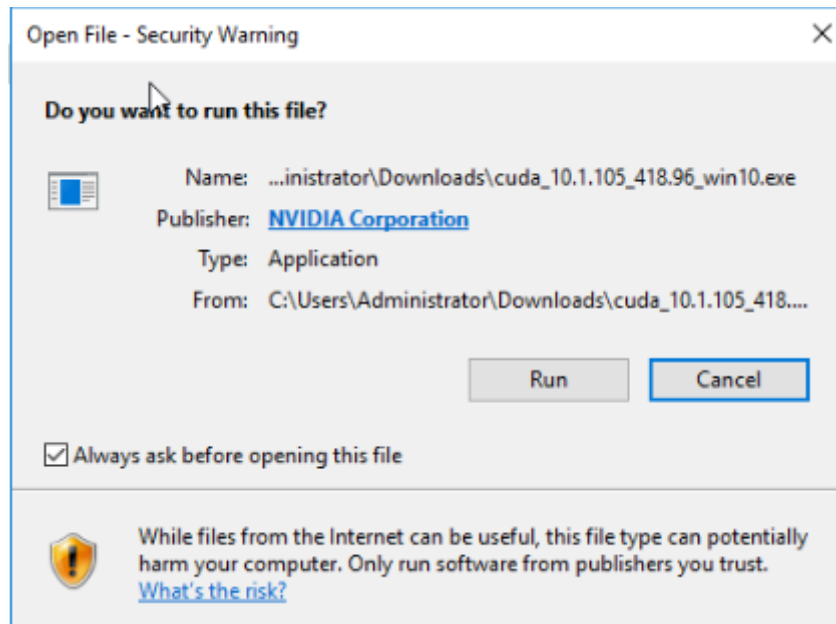 Open File - Security Warning
Do you want to run this file?
Name: ...inistrator\Downloads\cuda_10.1.105_418.96_win10.exe
Publisher: NVIDIA Corporation
Type: Application
From: C:\Users\Administrator\Downloads\cuda_10.1.105_418....
Run Cancel
Always ask before opening this file
While files from the Internet can be useful, this file type can potentially
harm your computer. Only run software from publishers you trust.
What's the risk?